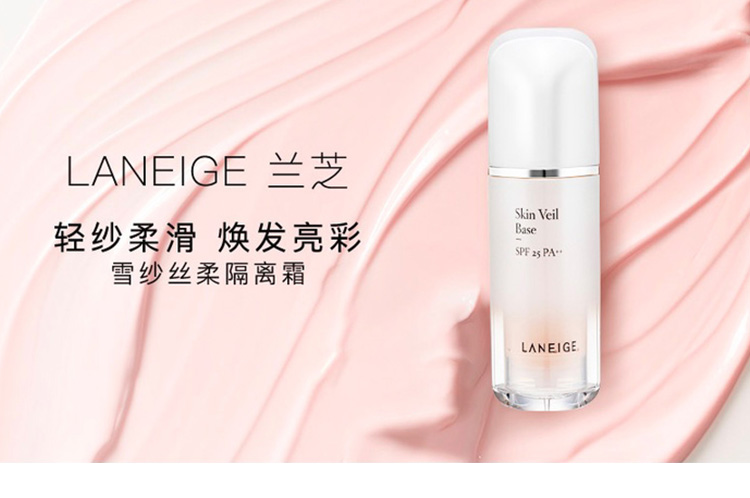 LANEIGE 兰芝
轻纱柔滑 焕发亮彩
雪纱丝柔隔离霜
Skin Veil
Base
SPF 25 PA++
LANEIGE